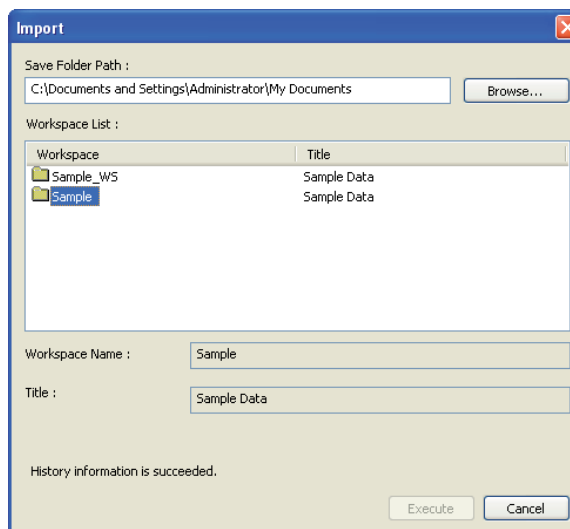 Import
Save Folder Path :
C:\Documents and Settings\Administrator\My Documents
Browse...
Workspace List :
Workspace Title
Sample_WS Sample Data
Sample Sample Data
Workspace Name : Sample
Title : Sample Data
History information is succeeded.
Execute Cancel